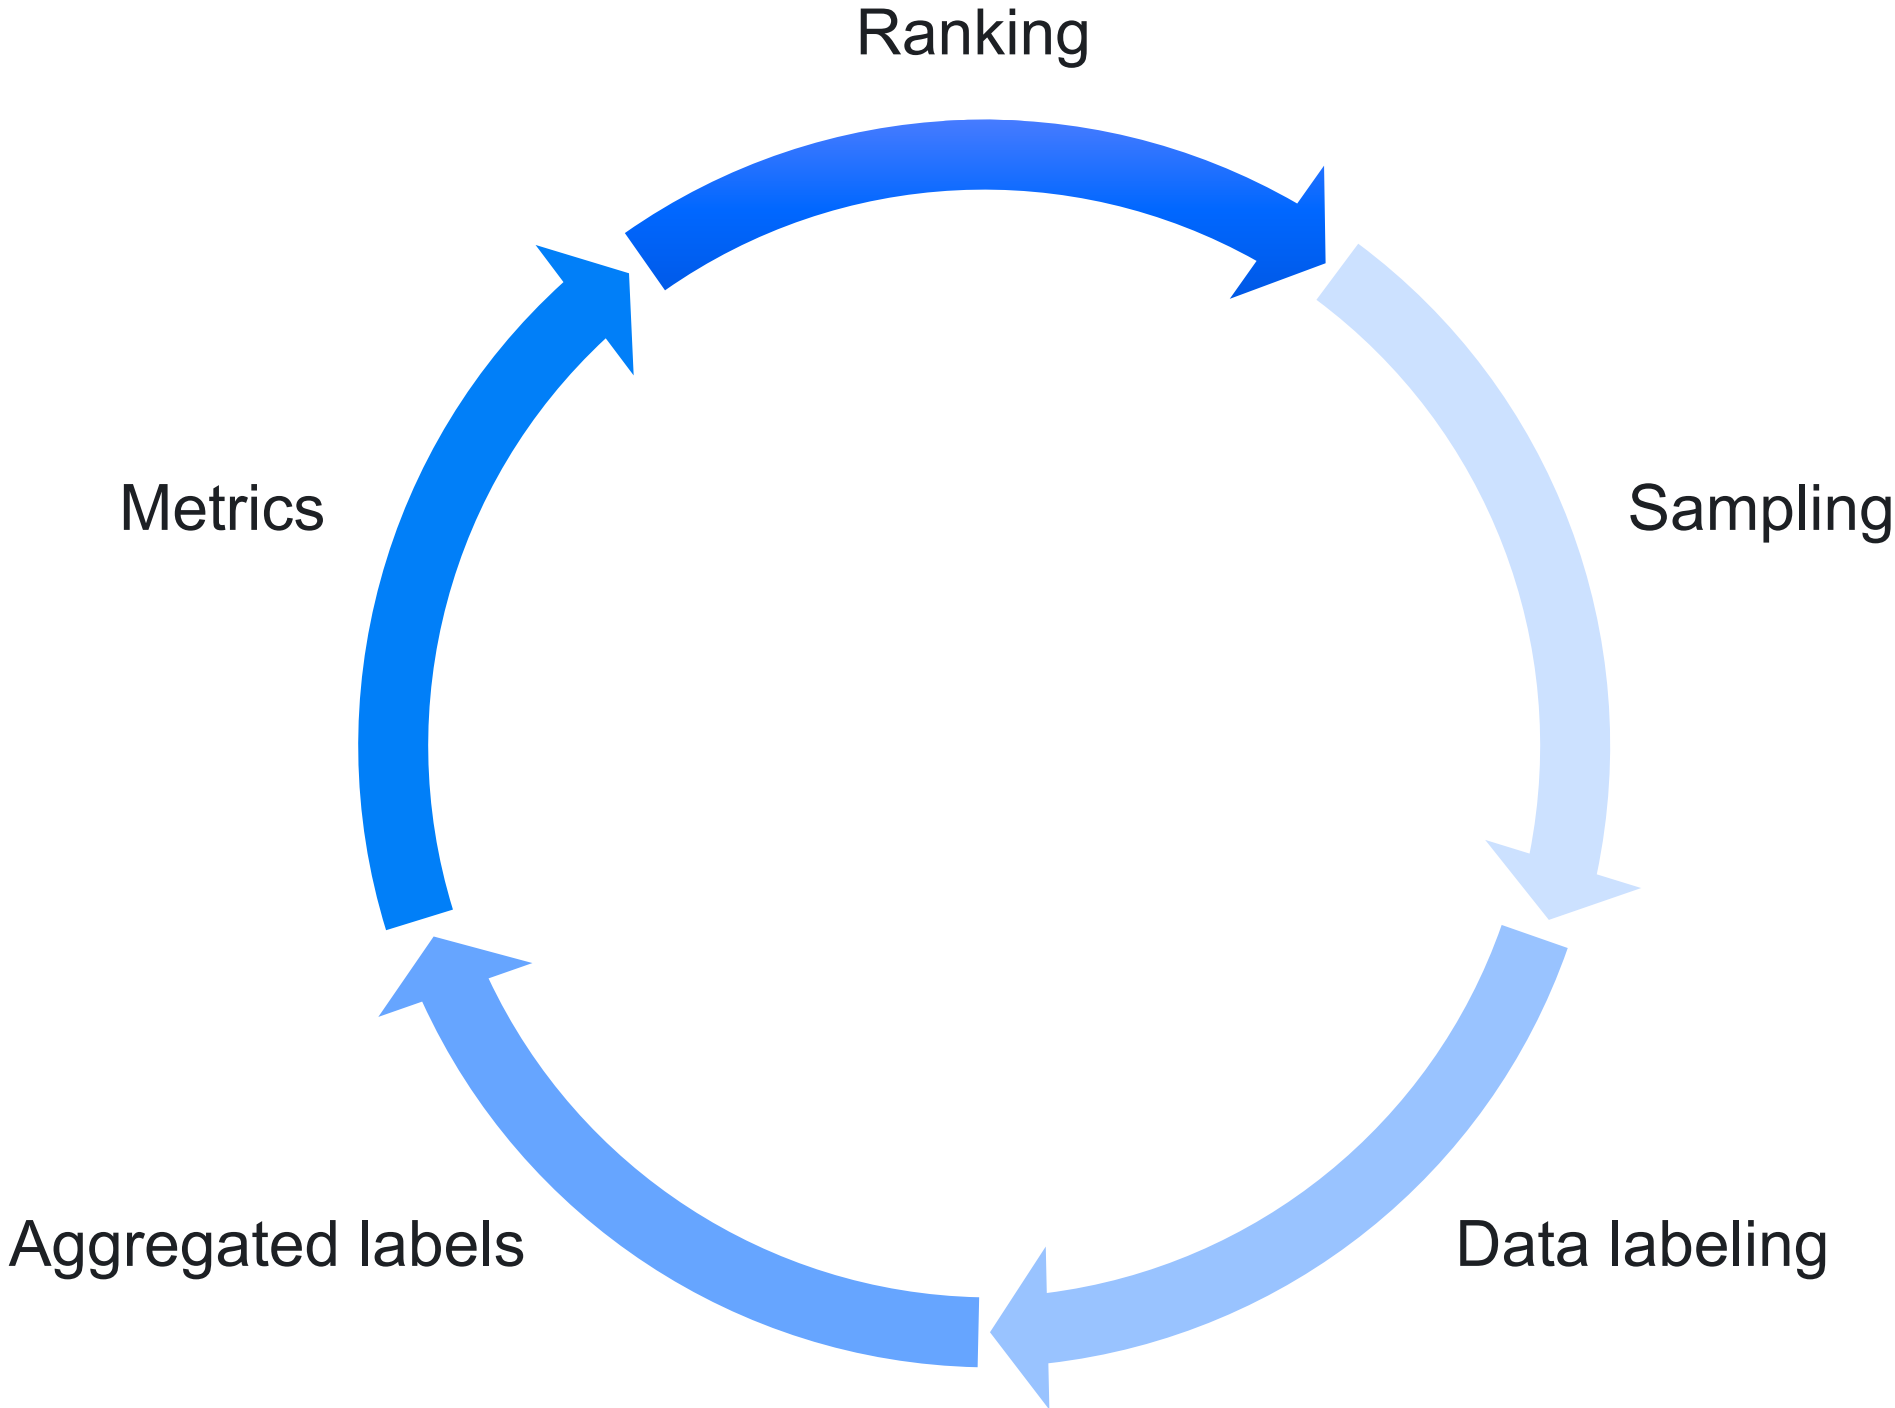 Ranking
Metrics
Sampling
Aggregated labels
Data labeling